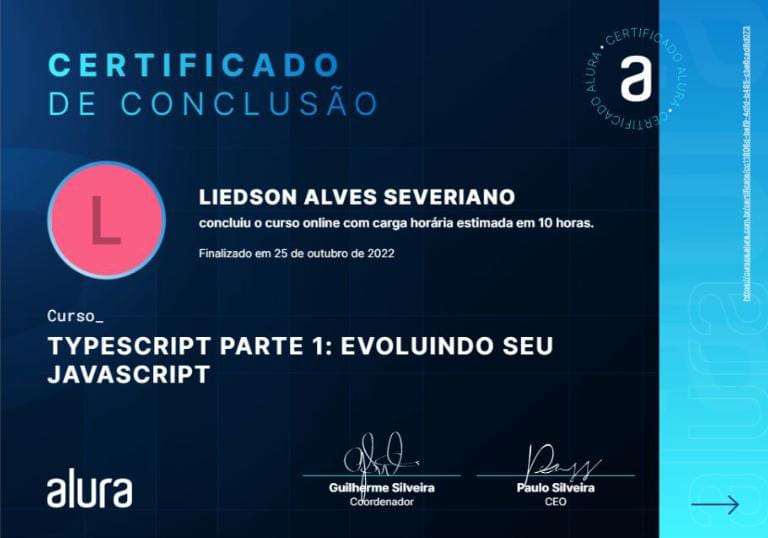 CERTIFICADO
DE CONCLUSÃO
CERTIFICADO ALURA • CERTIFICADO ALURA •
a
L
LIEDSON ALVES SEVERIANO
concluiu o curso online com carga horária estimada em 10 horas.
Finalizado em 25 de outubro de 2022
Curso_
TYPESCRIPT PARTE 1: EVOLUINDO SEU
JAVASCRIPT
alura
Guilherme Silveira
Coordenador
Paulo Silveira
CEO
alura